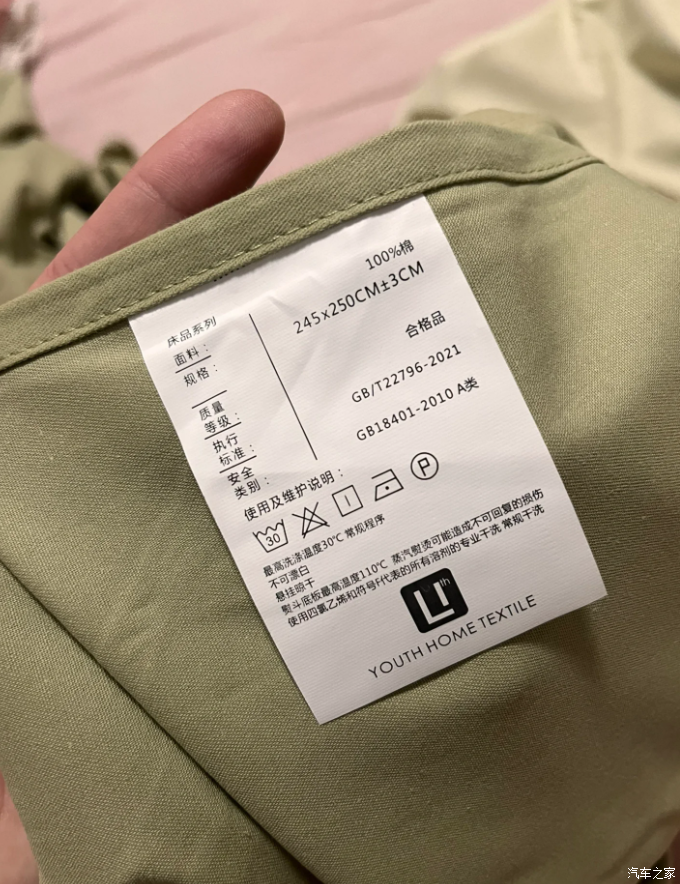 床品系列
面料： 100%棉
规格： 245x250CM±3CM
质量
等级： 合格品
执行
标准： GB/T22796-2021
安全
类别： GB18401-2010 A类
使用及维护说明：
30 P
最高洗涤温度30℃ 常规程序
不可漂白
悬挂晾干
熨斗底板最高温度110℃ 蒸汽熨烫可能造成不可回复的损伤
使用四氯乙烯和符号F代表的所有溶剂的专业干洗 常规干洗
th
YOUTH HOME TEXTILE
汽车之家